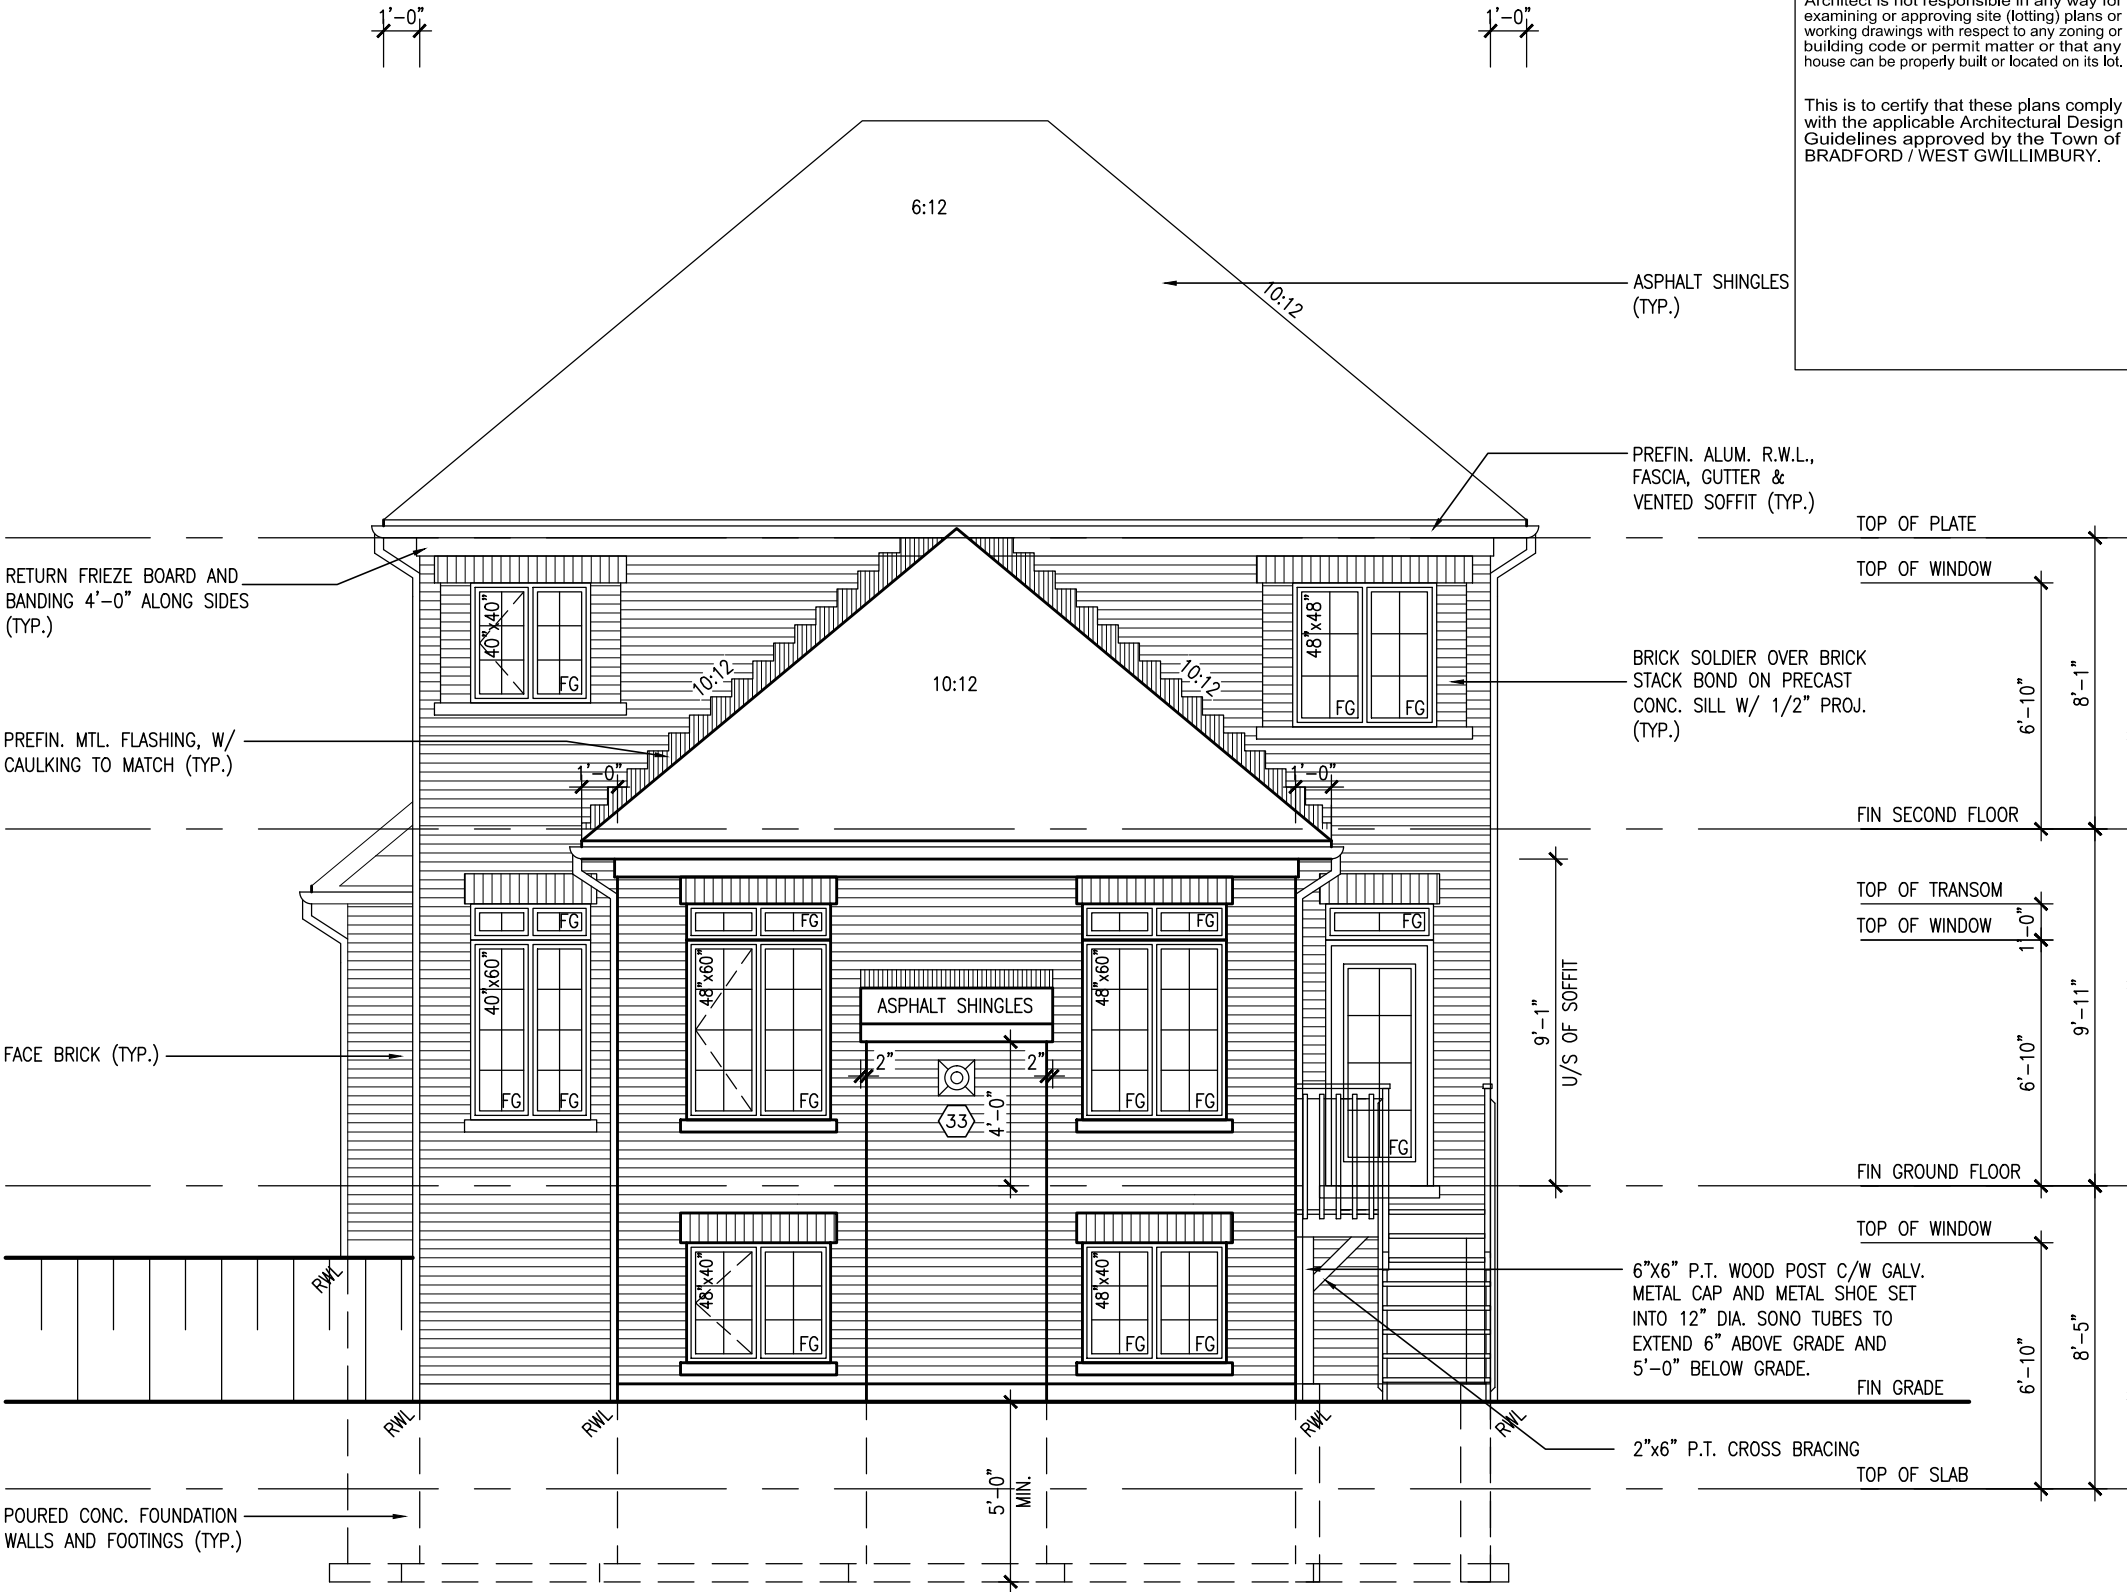 1'-0"
1'-0"
Architect is not responsible in any way for
examining or approving site (lotting) plans or
working drawings with respect to any zoning or
building code or permit matter or that any
house can be properly built or located on its lot.
This is to certify that these plans comply
with the applicable Architectural Design
Guidelines approved by the Town of
BRADFORD / WEST GWILLIMBURY.
6:12
10:12
ASPHALT SHINGLES
(TYP.)
PREFIN. ALUM. R.W.L.,
FASCIA, GUTTER &
VENTED SOFFIT (TYP.)
TOP OF PLATE
TOP OF WINDOW
RETURN FRIEZE BOARD AND
BANDING 4'-0" ALONG SIDES
(TYP.)
40"x40"
FG
48"x48"
FG
FG
10:12
10:12
10:12
BRICK SOLDIER OVER BRICK
STACK BOND ON PRECAST
CONC. SILL W/ 1/2" PROJ.
(TYP.)
6'-10"
8'-1"
PREFIN. MTL. FLASHING, W/
CAULKING TO MATCH (TYP.)
1'-0"
1'-0"
FIN SECOND FLOOR
TOP OF TRANSOM
TOP OF WINDOW
1'-0"
FG
FG
FG
FG
40"x60"
48"x60"
48"x60"
ASPHALT SHINGLES
9'-1"
U/S OF SOFFIT
9'-11"
6'-10"
FACE BRICK (TYP.)
2"
2"
33
4'-0"
FG
FG
FG
FG
FG
FG
FIN GROUND FLOOR
TOP OF WINDOW
48"x40"
FG
48"x40"
FG
FG
RWL
6"X6" P.T. WOOD POST C/W GALV.
METAL CAP AND METAL SHOE SET
INTO 12" DIA. SONO TUBES TO
EXTEND 6" ABOVE GRADE AND
5'-0" BELOW GRADE.
6'-10"
8'-5"
FIN GRADE
RWL
RWL
RWL
RWL
2"x6" P.T. CROSS BRACING
TOP OF SLAB
5'-0"
MIN.
POURED CONC. FOUNDATION
WALLS AND FOOTINGS (TYP.)